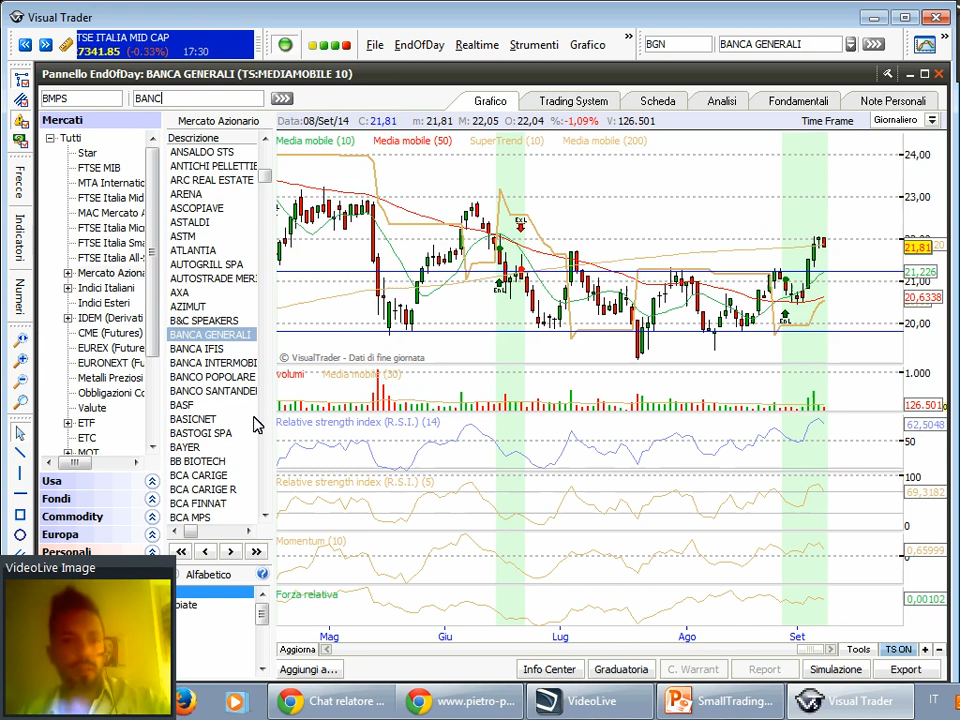 Visual Trader
TSE ITALIA MID CAP
7341.85 (-0.33%) 17:30
File EndOfDay: Realtime Strumenti Grafico
BGN BANCA GENERALI
Pannello EndOfDay: BANCA GENERALI (TS:MEDIAMOBILE 10)
BMPS BANC
Grafico Trading System Scheda Analisi Fondamentali Note Personali
Mercati
Tutti
Star
FTSE MIB
MTA Internatio
FTSE Italia Mid
MAC Mercato A
FTSE Italia Mic
FTSE Italia Sma
FTSE Italia All-
Mercato Aziona
Indici Italiani
Indici Esteri
IDEM (Derivati
CME (Futures)
EUREX (Future
EURONEXT (Fu
Metalli Preziosi
Obbligazioni Cc
Valute
ETF
ETC
MOT
Usa
Fondi
Commodity
Europa
Personali
Frecce
Indicatori
Numeri
Mercato Azionario
Descrizione
ANSALDO STS
ANTICHI PELLETTIE
ARC REAL ESTATE
ARENA
ASCOPIAVE
ASTALDI
ASTM
ATLANTIA
AUTOGRILL SPA
AUTOSTRADE MERI
AXA
AZIMUT
B&C SPEAKERS
BANCA GENERALI
BANCA IFIS
BANCA INTERMOBI
BANCO POPOLARE
BANCO SANTANDE
BASF
BASICNET
BASTOGI SPA
BAYER
BB BIOTECH
BCA CARIGE
BCA CARIGE R
BCA FINNAT
BCA MPS
Alfabetico
piate
Data:08/Set/14 C: 21,81 m: 21,81 M: 22,05 O: 22,04 %:-1,09% V: 126.501 Time Frame Giornaliero
Media mobile (10) Media mobile (50) SuperTrend (10) Media mobile (200)
ExL
EnL
EnL
© VisualTrader - Dati di fine giornata
24,00
23,00
21,81
21,226
20,6338
20,00
volumi Media mobile (30)
1.000
126.501
Relative strength index (R.S.I.) (14)
62,5048
50
Relative strength index (R.S.I.) (5)
100
69,3182
0
Momentum (10)
0,65999
Forza relativa
0,00102
Mag Giu Lug Ago Set
Aggiorna Tools TS ON
Aggiungi a... Info Center Graduatoria C. Warrant Report Simulazione Export
VideoLive Image
Chat relatore ... www.pietro-p... VideoLive SmallTrading... Visual Trader IT